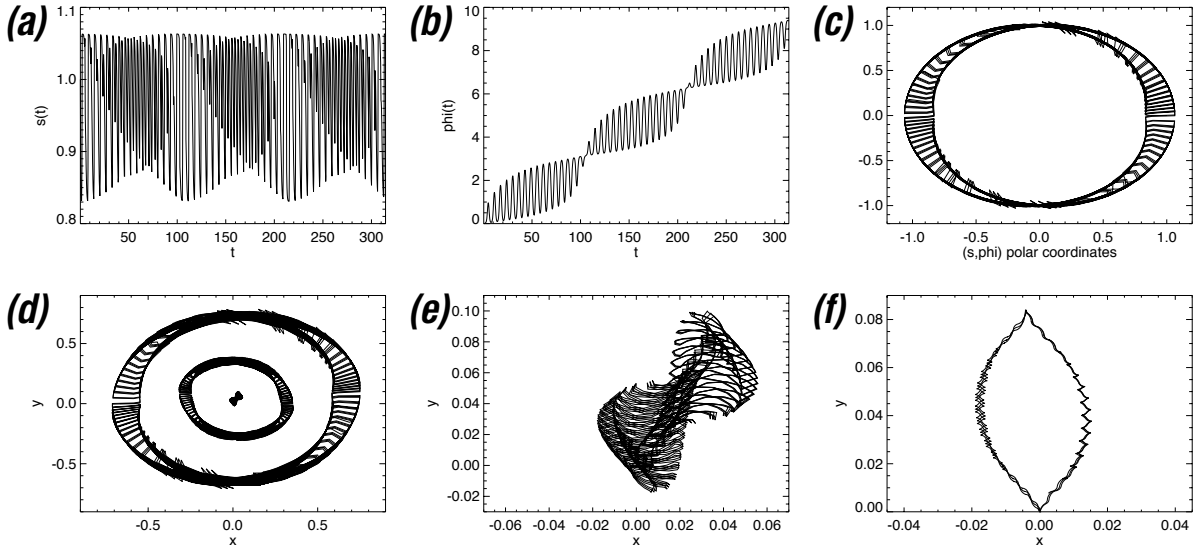 (a)
1.1
1.0
0.9
0.8
s(t)
50 100 150 200 250 300
t
(b)
10
8
6
4
2
0
phi(t)
50 100 150 200 250 300
t
(c)
1.0
0.5
0.0
-0.5
-1.0
-1.0 -0.5 0.0 0.5 1.0
(s,phi) polar coordinates
(d)
0.5
0.0
-0.5
y
-0.5 0.0 0.5
x
(e)
0.10
0.08
0.06
0.04
0.02
0.00
-0.02
y
-0.06 -0.04 -0.02 0.00 0.02 0.04 0.06
x
(f)
0.08
0.06
0.04
0.02
0.00
y
-0.04 -0.02 0.00 0.02 0.04
x